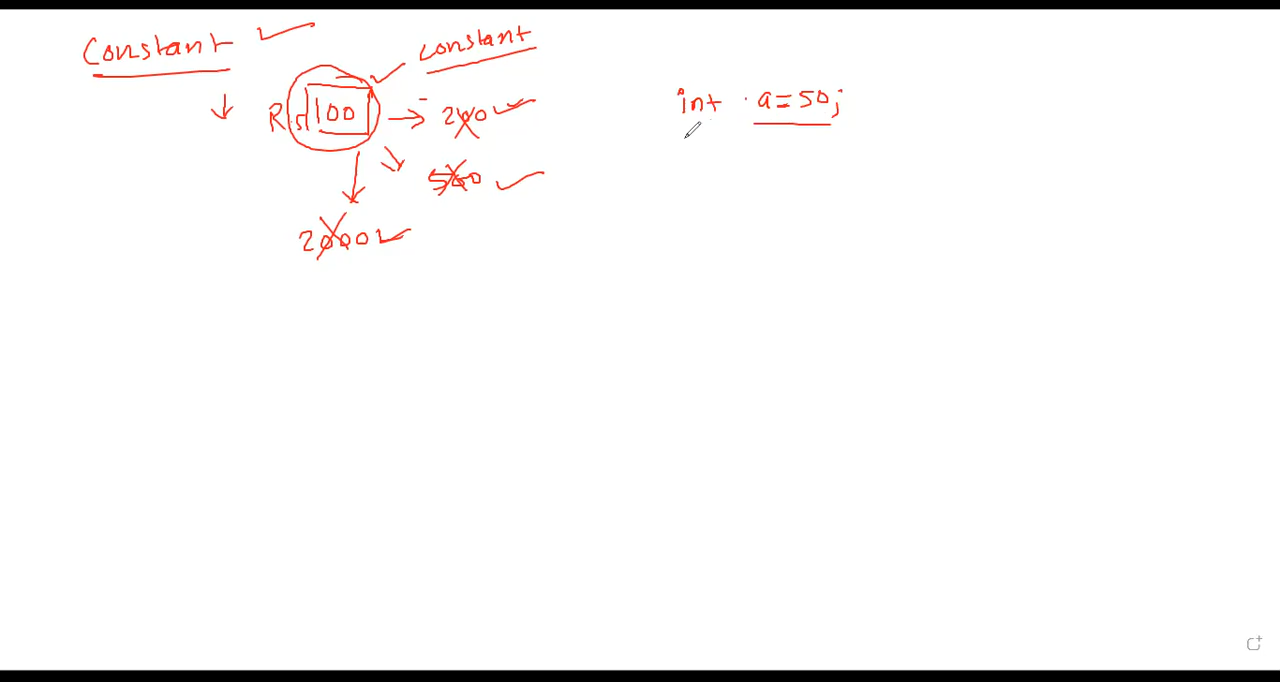 Constant
constant
Rs 100 → 200
500
2000
int a=50;